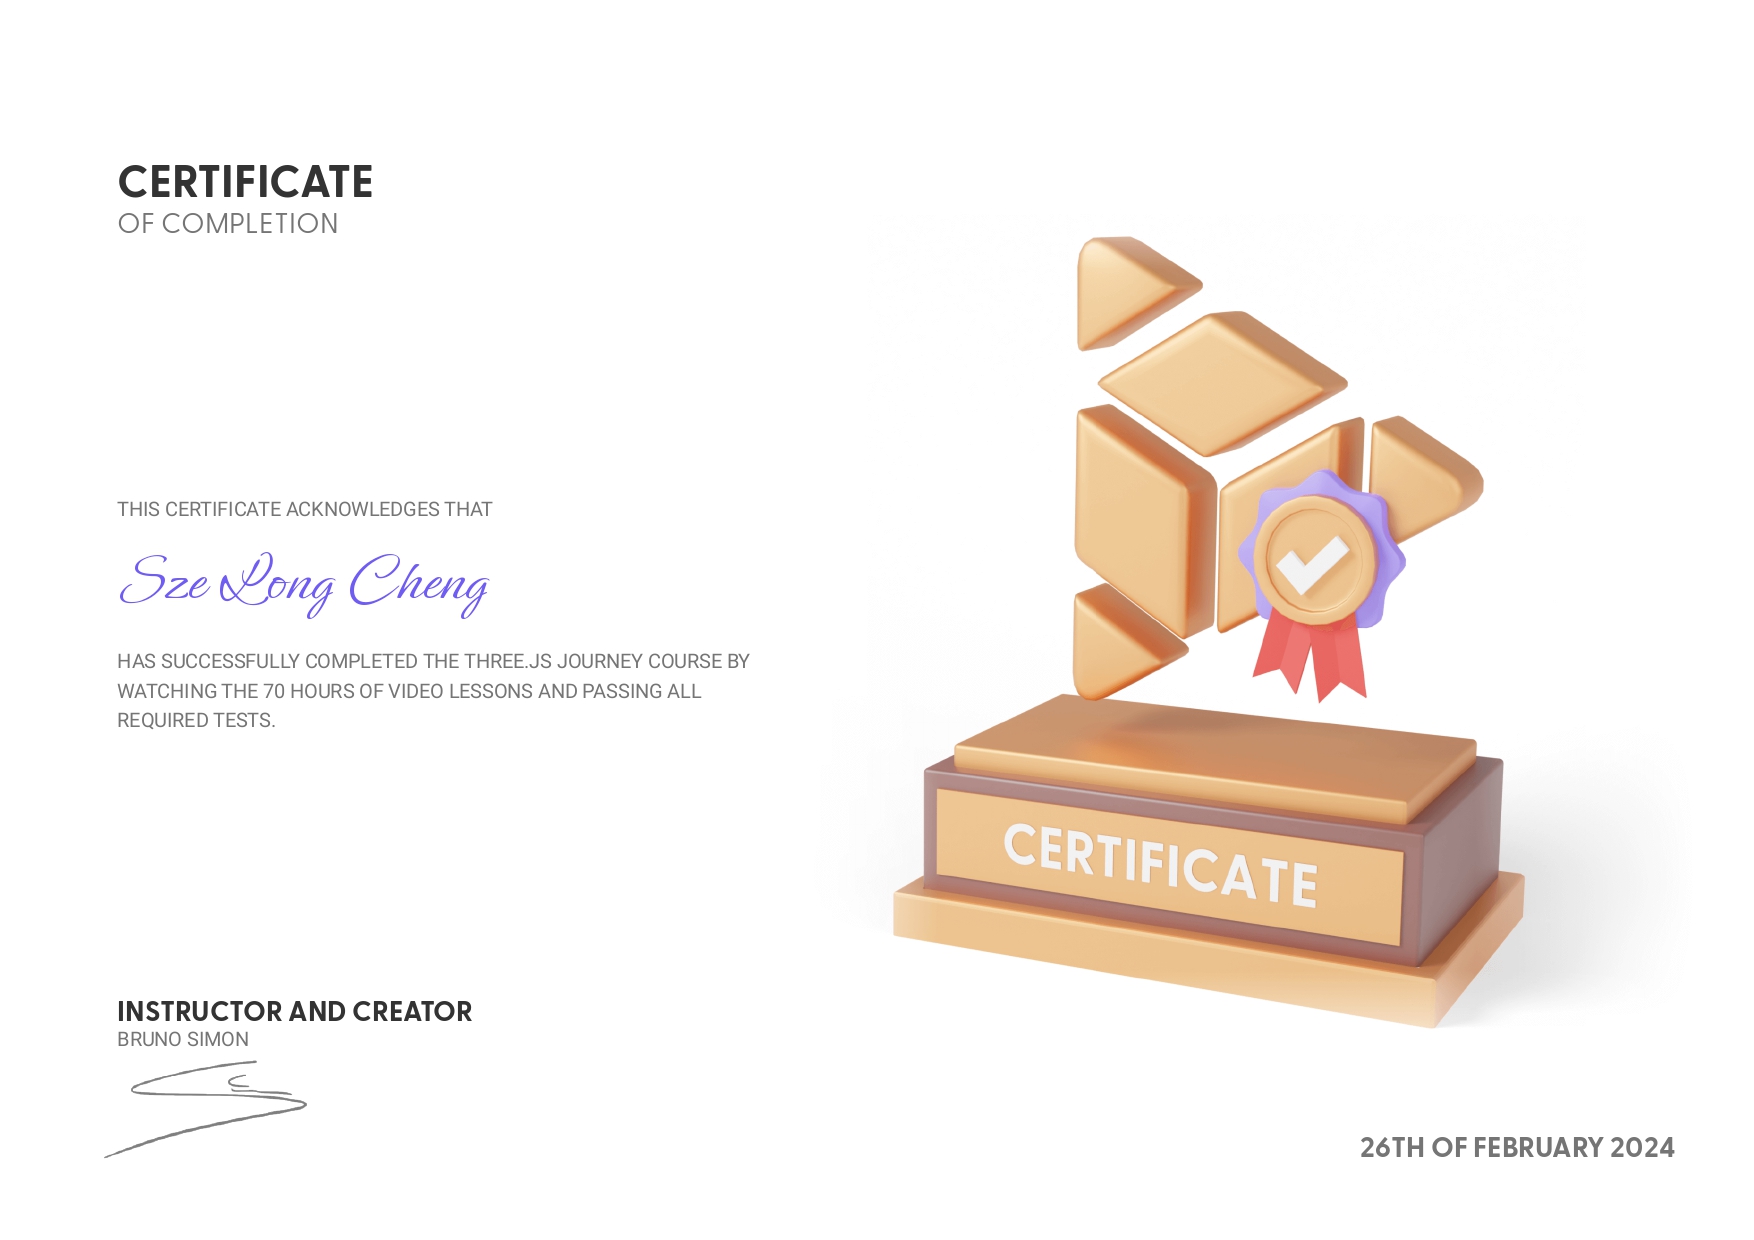 CERTIFICATE
OF COMPLETION
THIS CERTIFICATE ACKNOWLEDGES THAT
Sze Long Cheng
HAS SUCCESSFULLY COMPLETED THE THREE.JS JOURNEY COURSE BY
WATCHING THE 70 HOURS OF VIDEO LESSONS AND PASSING ALL
REQUIRED TESTS.
CERTIFICATE
INSTRUCTOR AND CREATOR
BRUNO SIMON
26TH OF FEBRUARY 2024